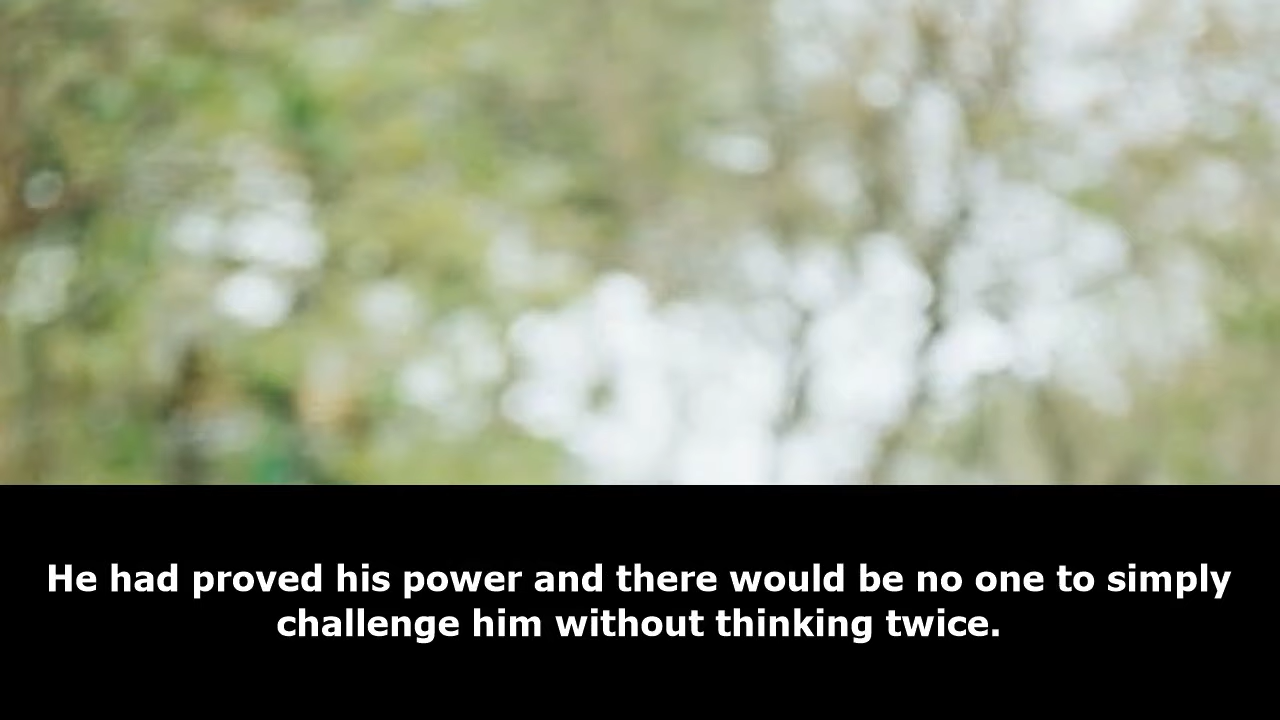 He had proved his power and there would be no one to simply
challenge him without thinking twice.